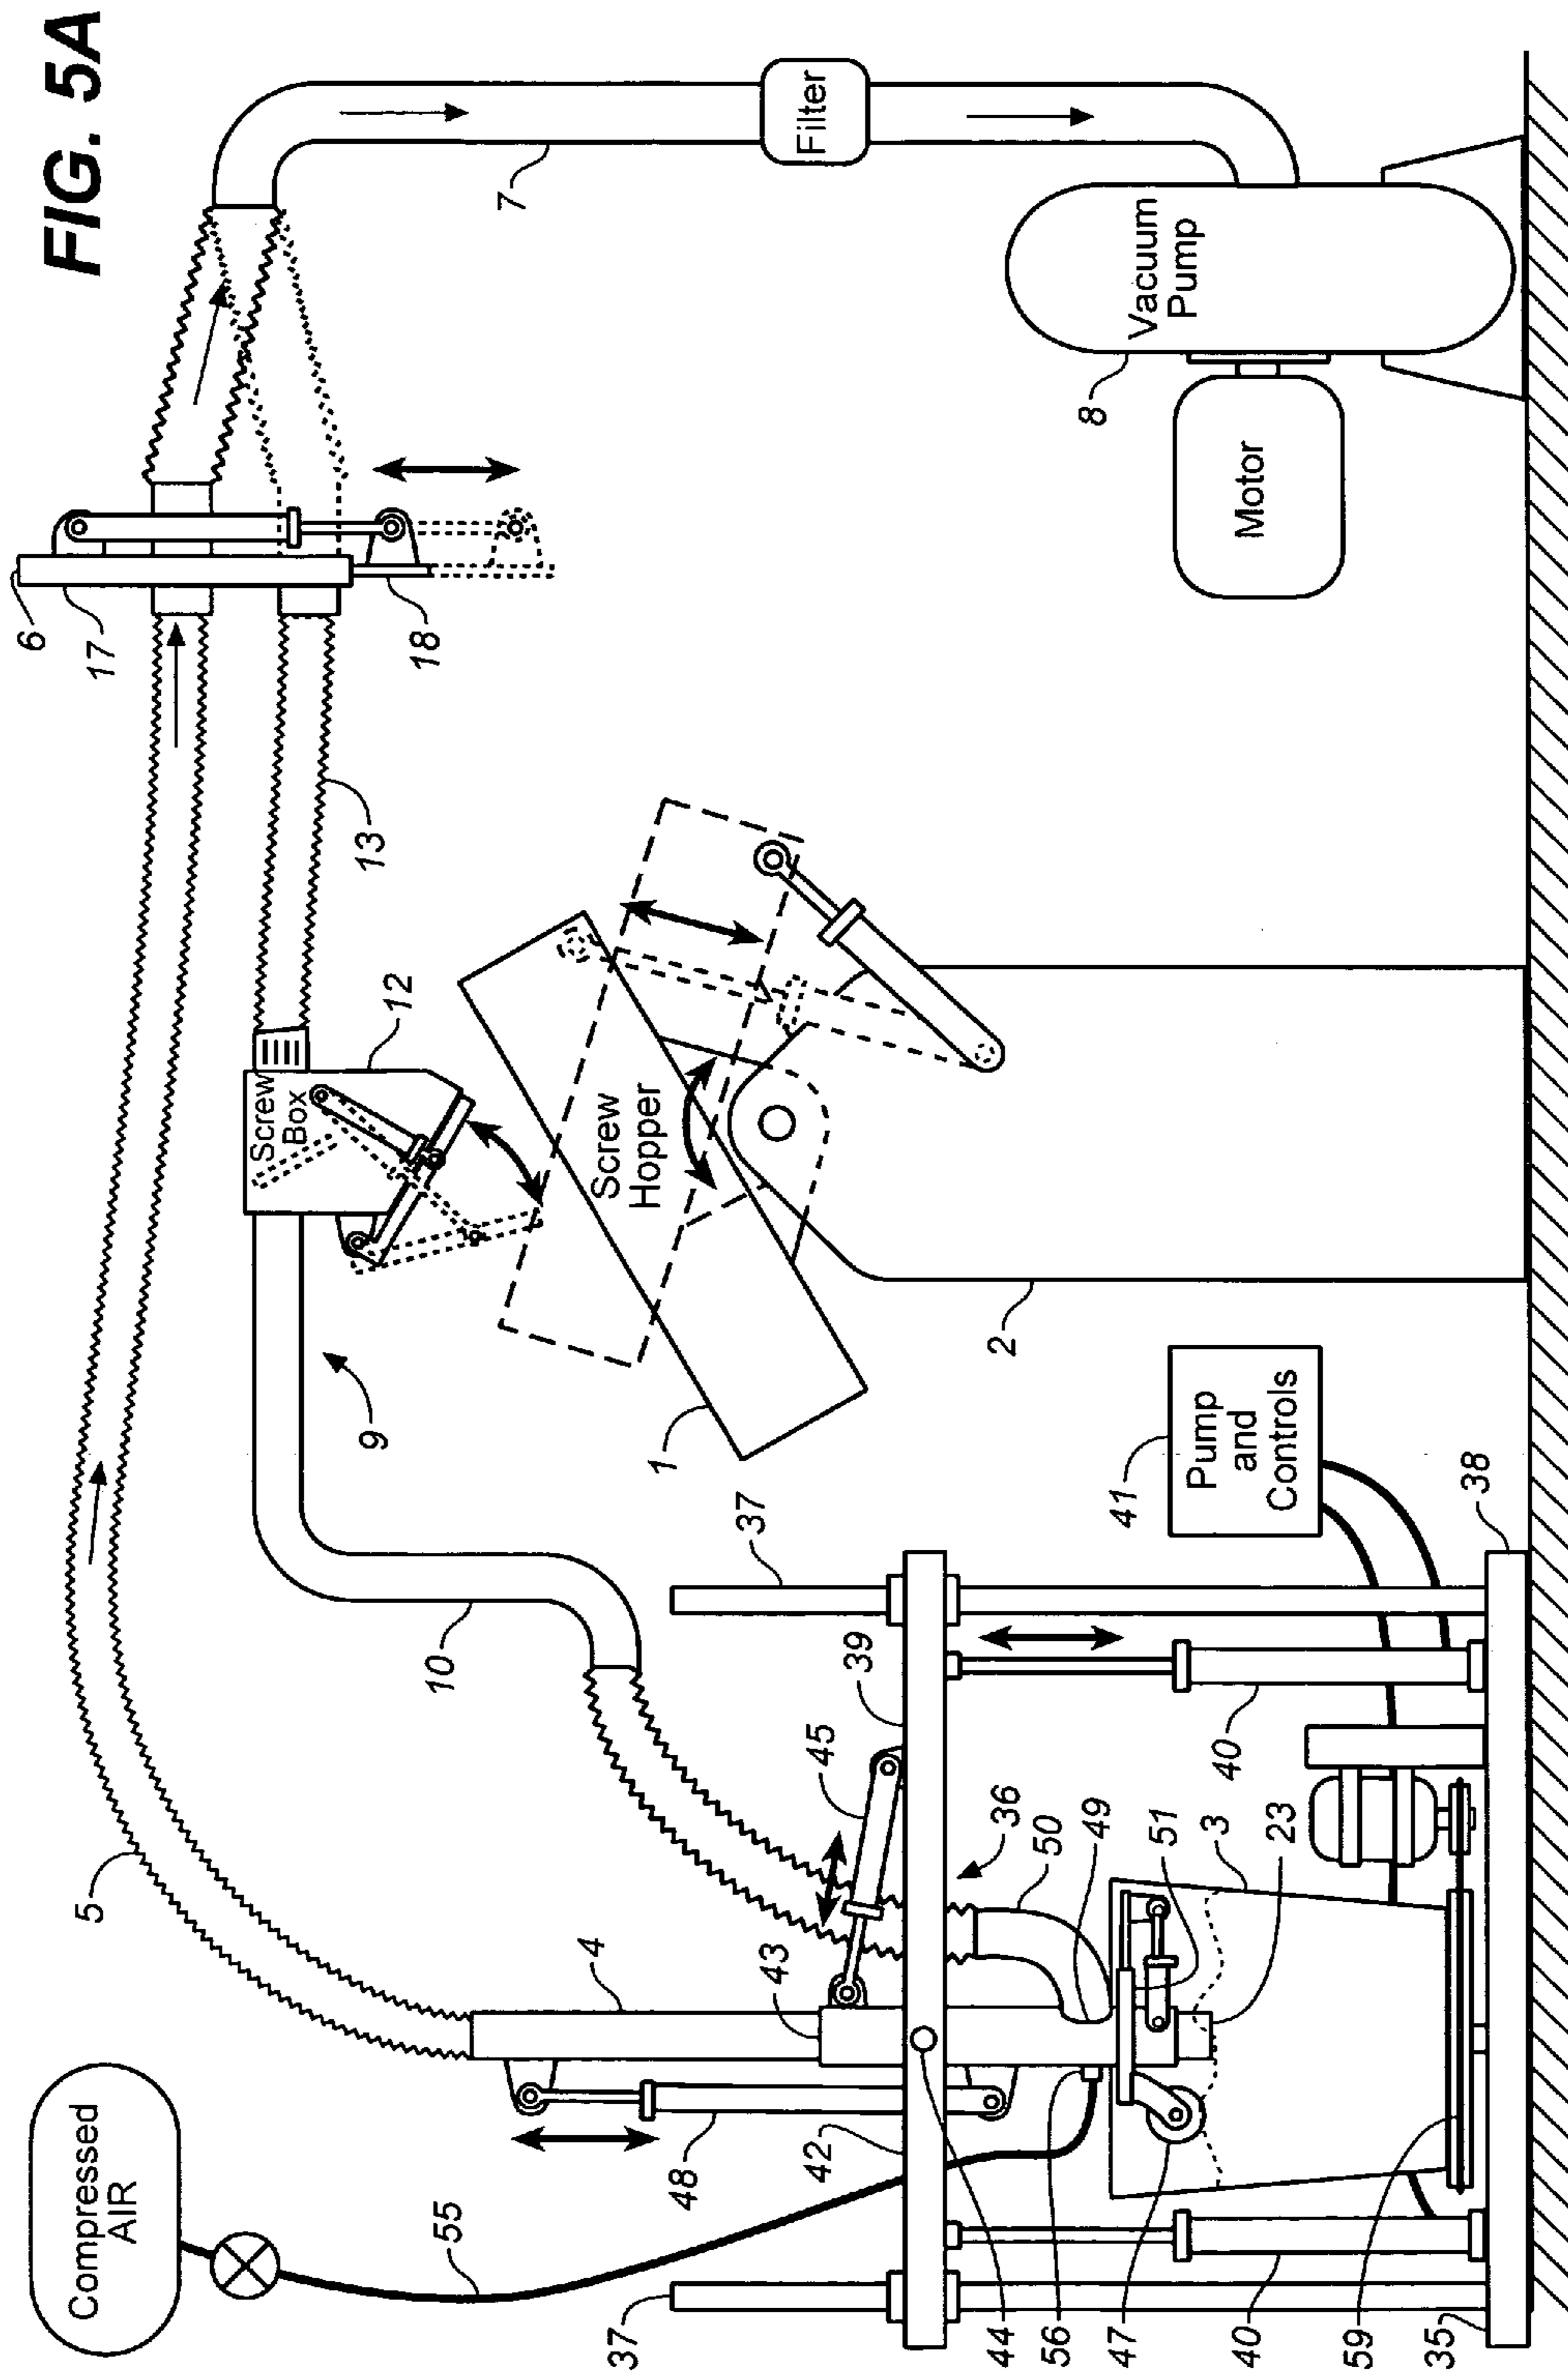 FIG. 5A
Compressed
AIR
55
5
6
17
18
7
Filter
Vacuum
Pump
8
Motor
13
12
Screw
Box
9
10
Screw
Hopper
1
2
4
43
48
42
45
39
37
37
36
50
49
51
3
23
40
41
Pump
and
Controls
38
44
56
47
40
59
35